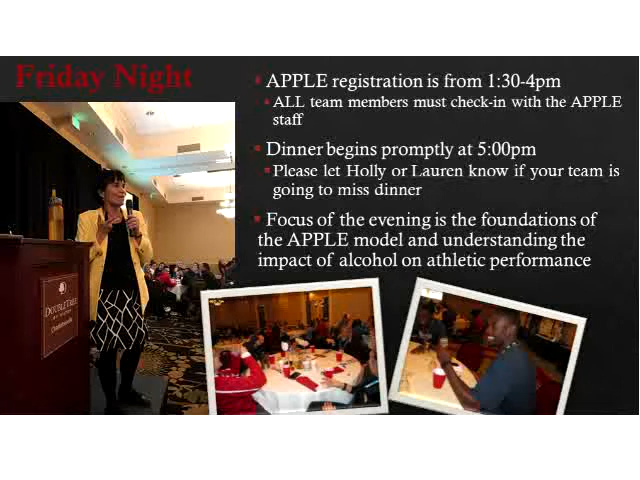 Friday Night
APPLE registration is from 1:30-4pm
ALL team members must check-in with the APPLE
staff
Dinner begins promptly at 5:00pm
Please let Holly or Lauren know if your team is
going to miss dinner
Focus of the evening is the foundations of
the APPLE model and understanding the
impact of alcohol on athletic performance
DOUBLETREE
BY HILTON
Charlottesville